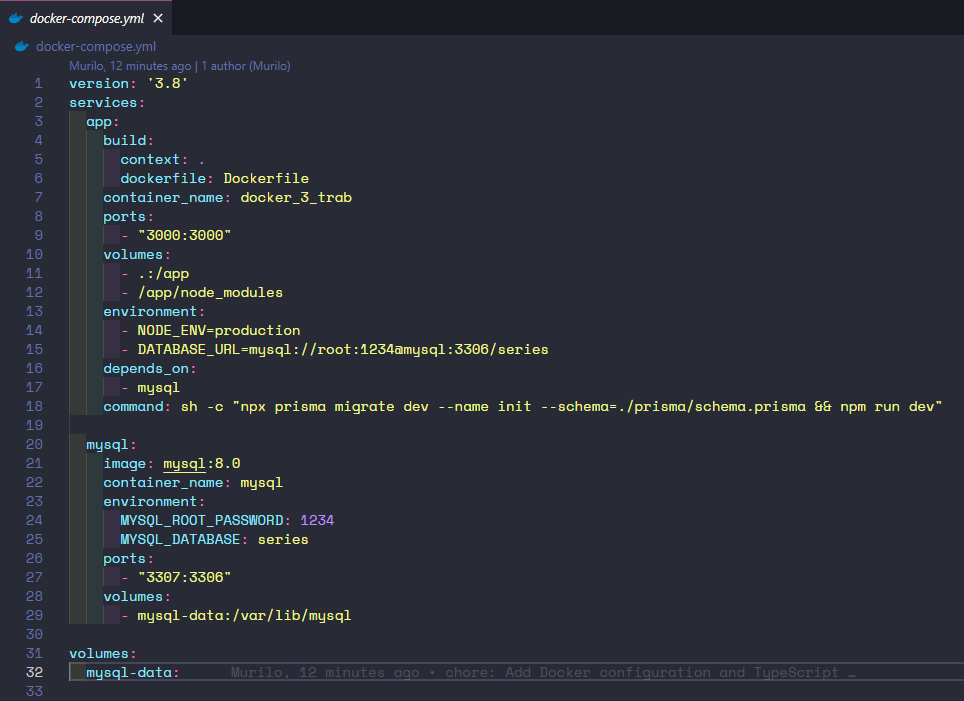 docker-compose.yml
docker-compose.yml
Murilo, 12 minutes ago | 1 author (Murilo)
1 version: '3.8'
2 services:
3   app:
4     build:
5       context: .
6       dockerfile: Dockerfile
7     container_name: docker_3_trab
8     ports:
9       - "3000:3000"
10     volumes:
11       - .:/app
12       - /app/node_modules
13     environment:
14       - NODE_ENV=production
15       - DATABASE_URL=mysql://root:1234@mysql:3306/series
16     depends_on:
17       - mysql
18     command: sh -c "npx prisma migrate dev --name init --schema=./prisma/schema.prisma && npm run dev"
19
20   mysql:
21     image: mysql:8.0
22     container_name: mysql
23     environment:
24       MYSQL_ROOT_PASSWORD: 1234
25       MYSQL_DATABASE: series
26     ports:
27       - "3307:3306"
28     volumes:
29       - mysql-data:/var/lib/mysql
30
31 volumes:
32   mysql-data: Murilo, 12 minutes ago • chore: Add Docker configuration and TypeScript …
33